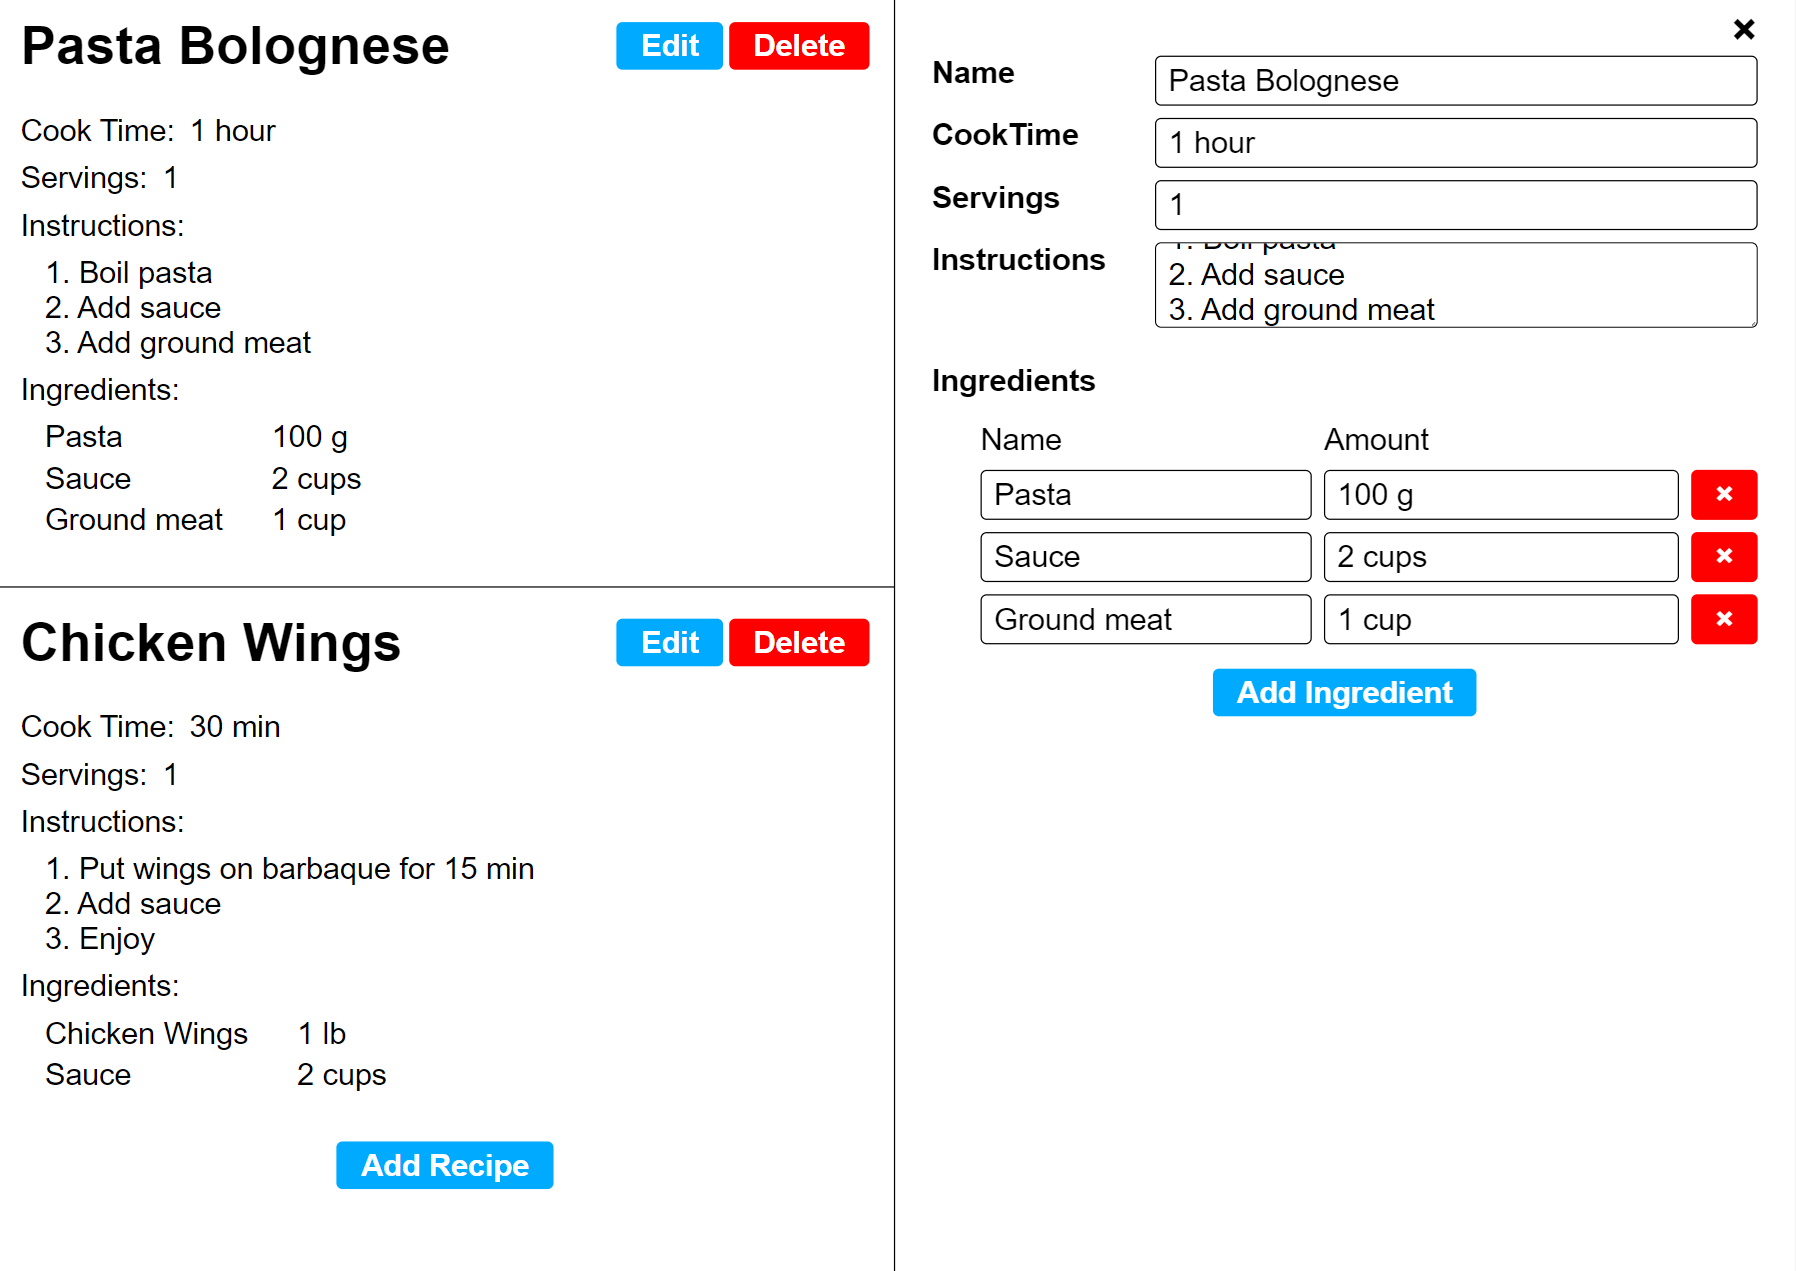 Pasta Bolognese
Edit
Delete
Cook Time: 1 hour
Servings: 1
Instructions:
1. Boil pasta
2. Add sauce
3. Add ground meat
Ingredients:
Pasta 100 g
Sauce 2 cups
Ground meat 1 cup
Chicken Wings
Edit
Delete
Cook Time: 30 min
Servings: 1
Instructions:
1. Put wings on barbaque for 15 min
2. Add sauce
3. Enjoy
Ingredients:
Chicken Wings 1 lb
Sauce 2 cups
Add Recipe
Name Pasta Bolognese
CookTime 1 hour
Servings 1
Instructions
1. Boil pasta
2. Add sauce
3. Add ground meat
Ingredients
Name Amount
Pasta 100 g
Sauce 2 cups
Ground meat 1 cup
Add Ingredient